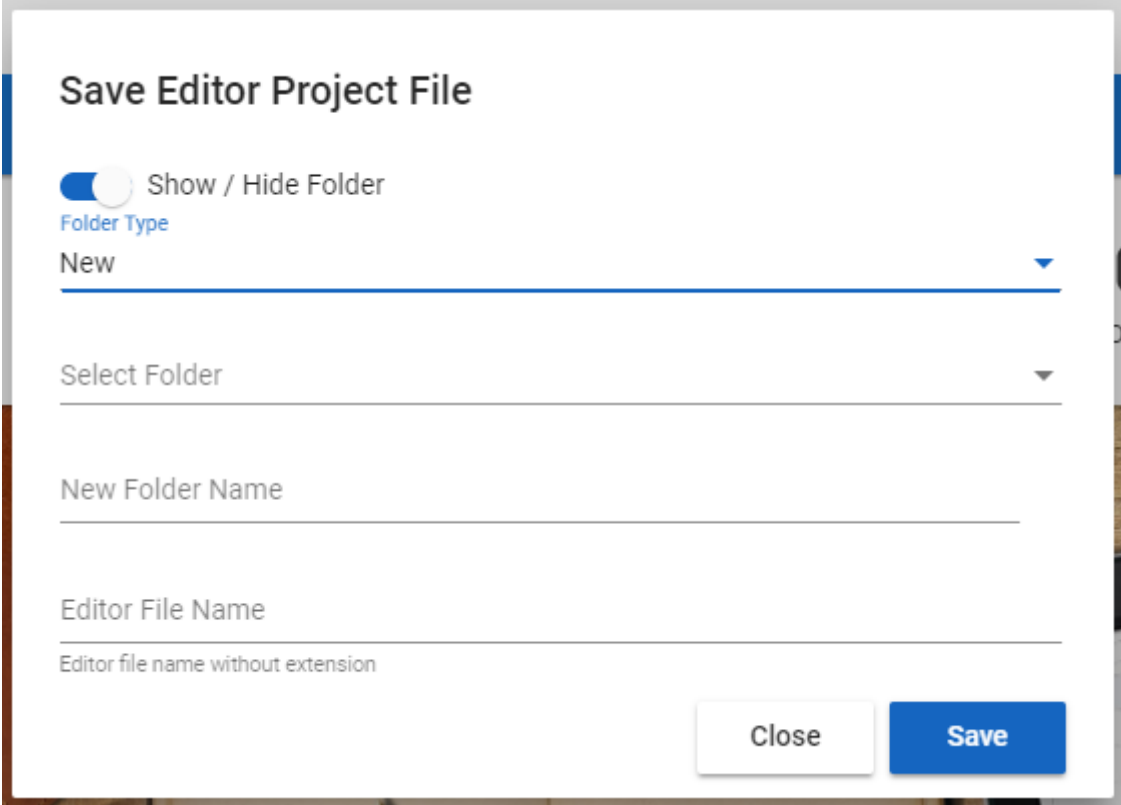 Save Editor Project File
Show / Hide Folder
Folder Type
New
Select Folder
New Folder Name
Editor File Name
Editor file name without extension
Close
Save